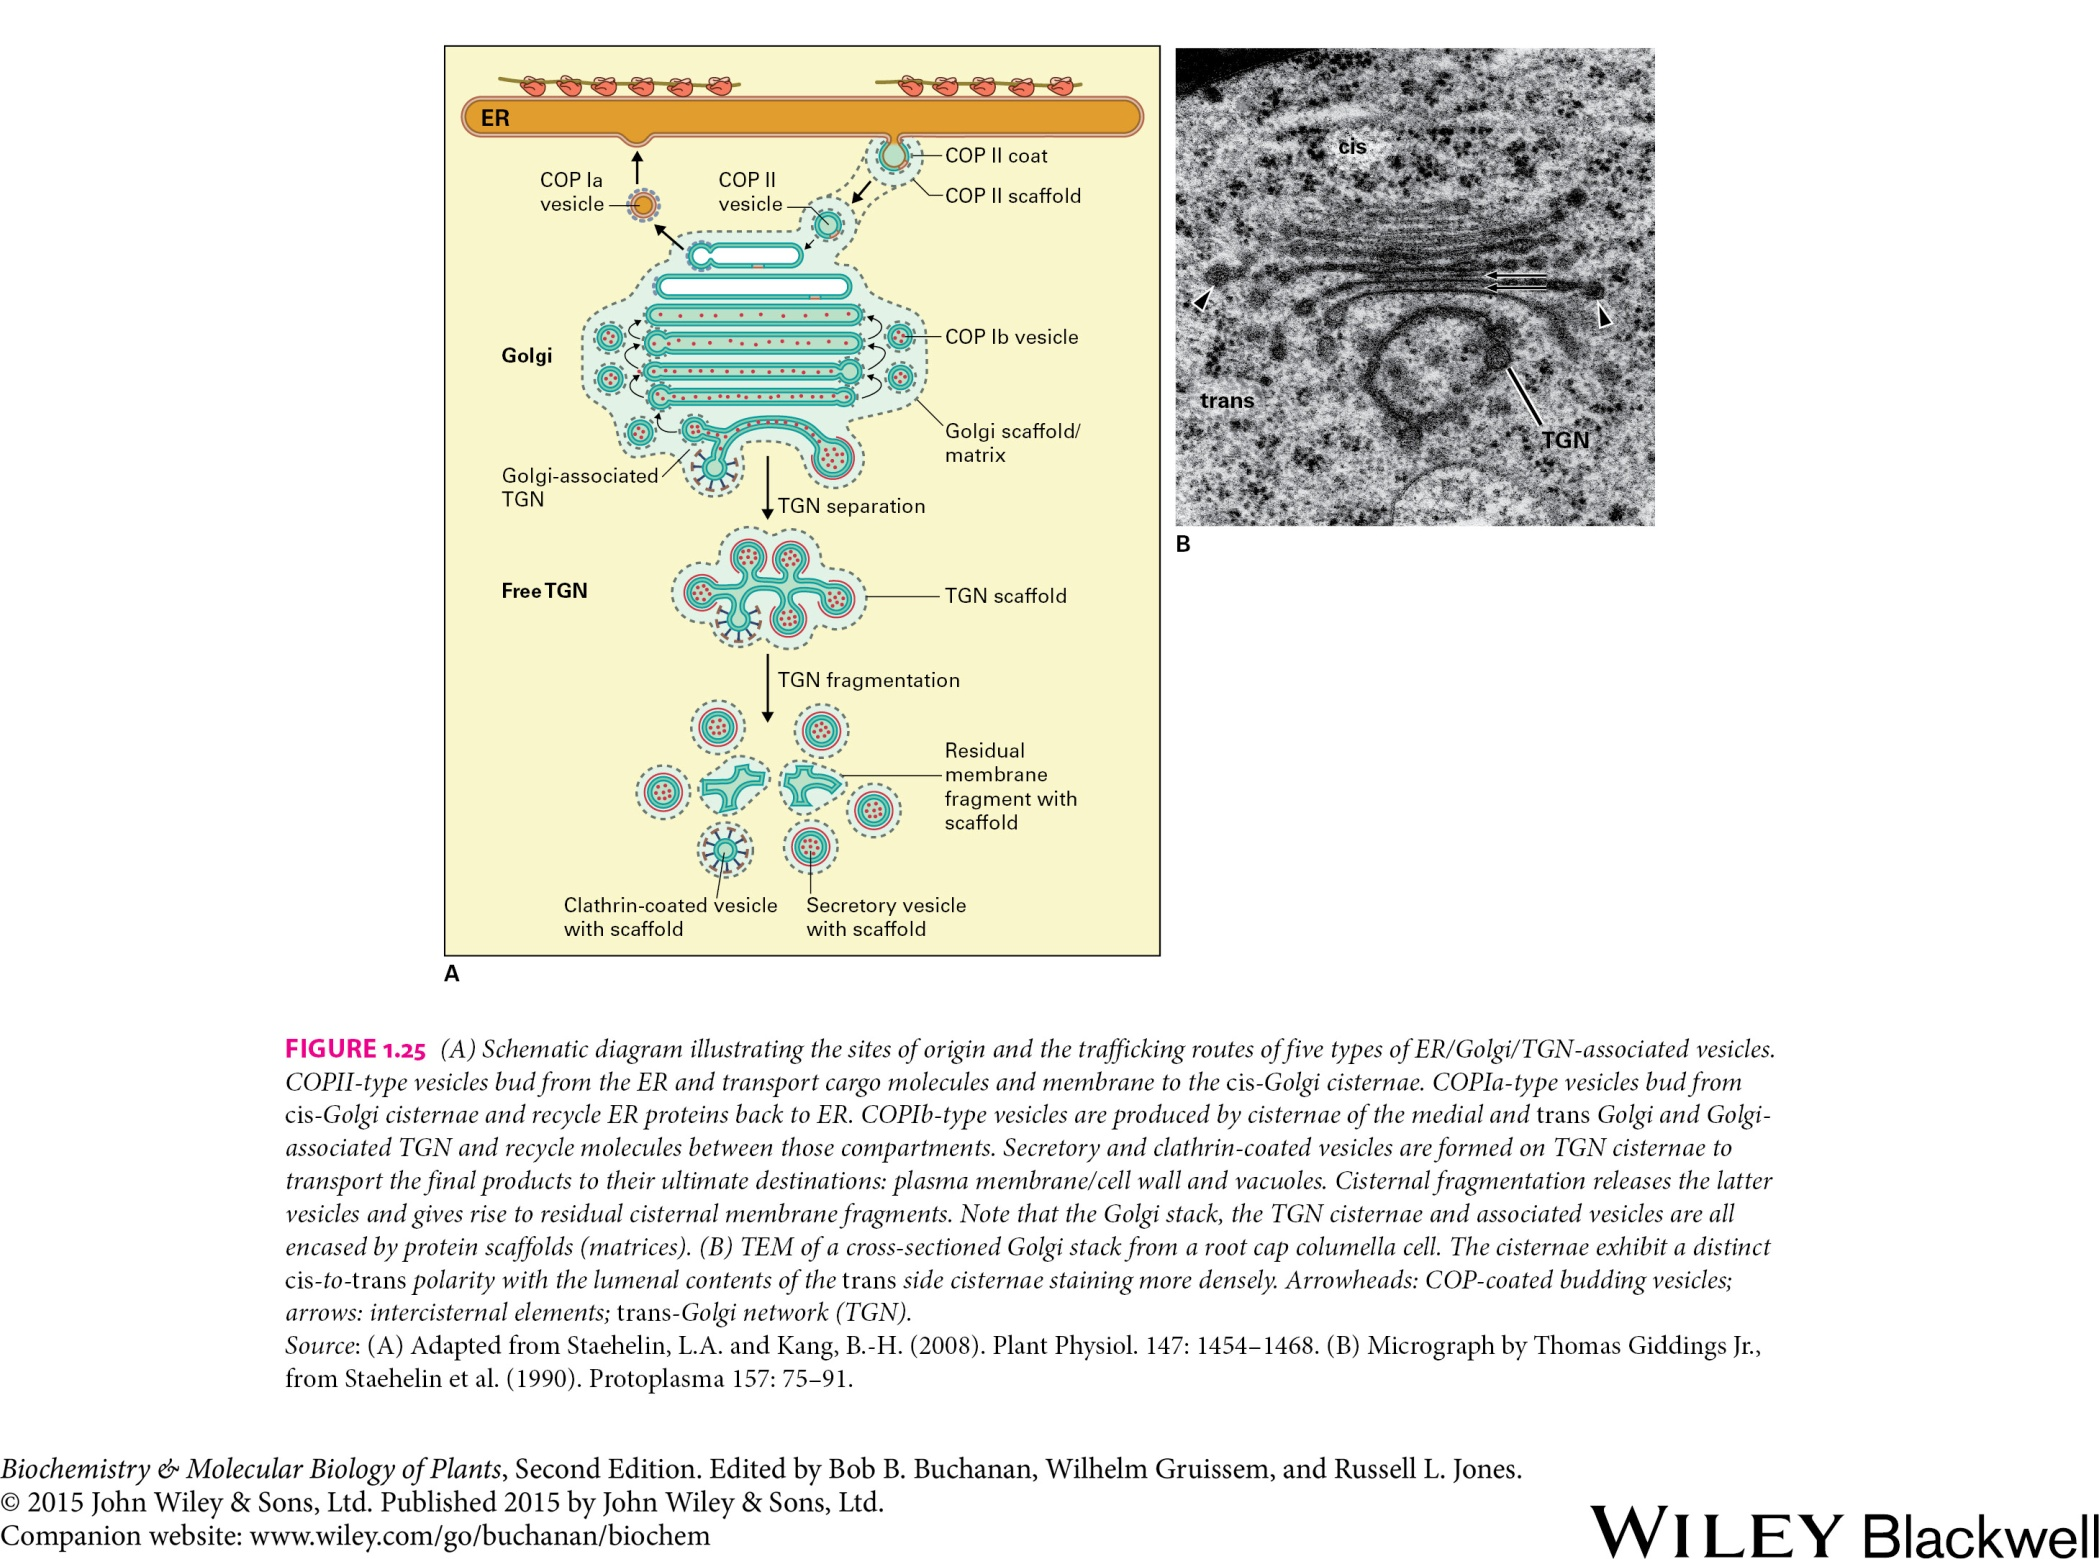 ER
COP Ia
vesicle
COP II
vesicle
COP II coat
COP II scaffold
Golgi
COP Ib vesicle
Golgi scaffold/
matrix
Golgi-associated
TGN
TGN separation
Free TGN
TGN scaffold
TGN fragmentation
Residual
membrane
fragment with
scaffold
Clathrin-coated vesicle
with scaffold
Secretory vesicle
with scaffold
A
cis
trans
TGN
B
FIGURE 1.25 (A) Schematic diagram illustrating the sites of origin and the trafficking routes of five types of ER/Golgi/TGN-associated vesicles.
COPII-type vesicles bud from the ER and transport cargo molecules and membrane to the cis-Golgi cisternae. COPIa-type vesicles bud from
cis-Golgi cisternae and recycle ER proteins back to ER. COPIb-type vesicles are produced by cisternae of the medial and trans Golgi and Golgi-
associated TGN and recycle molecules between those compartments. Secretory and clathrin-coated vesicles are formed on TGN cisternae to
transport the final products to their ultimate destinations: plasma membrane/cell wall and vacuoles. Cisternal fragmentation releases the latter
vesicles and gives rise to residual cisternal membrane fragments. Note that the Golgi stack, the TGN cisternae and associated vesicles are all
encased by protein scaffolds (matrices). (B) TEM of a cross-sectioned Golgi stack from a root cap columella cell. The cisternae exhibit a distinct
cis-to-trans polarity with the lumenal contents of the trans side cisternae staining more densely. Arrowheads: COP-coated budding vesicles;
arrows: intercisternal elements; trans-Golgi network (TGN).
Source: (A) Adapted from Staehelin, L.A. and Kang, B.-H. (2008). Plant Physiol. 147: 1454–1468. (B) Micrograph by Thomas Giddings Jr.,
from Staehelin et al. (1990). Protoplasma 157: 75–91.
Biochemistry & Molecular Biology of Plants, Second Edition. Edited by Bob B. Buchanan, Wilhelm Gruissem, and Russell L. Jones.
© 2015 John Wiley & Sons, Ltd. Published 2015 by John Wiley & Sons, Ltd.
Companion website: www.wiley.com/go/buchanan/biochem
WILEY Blackwell